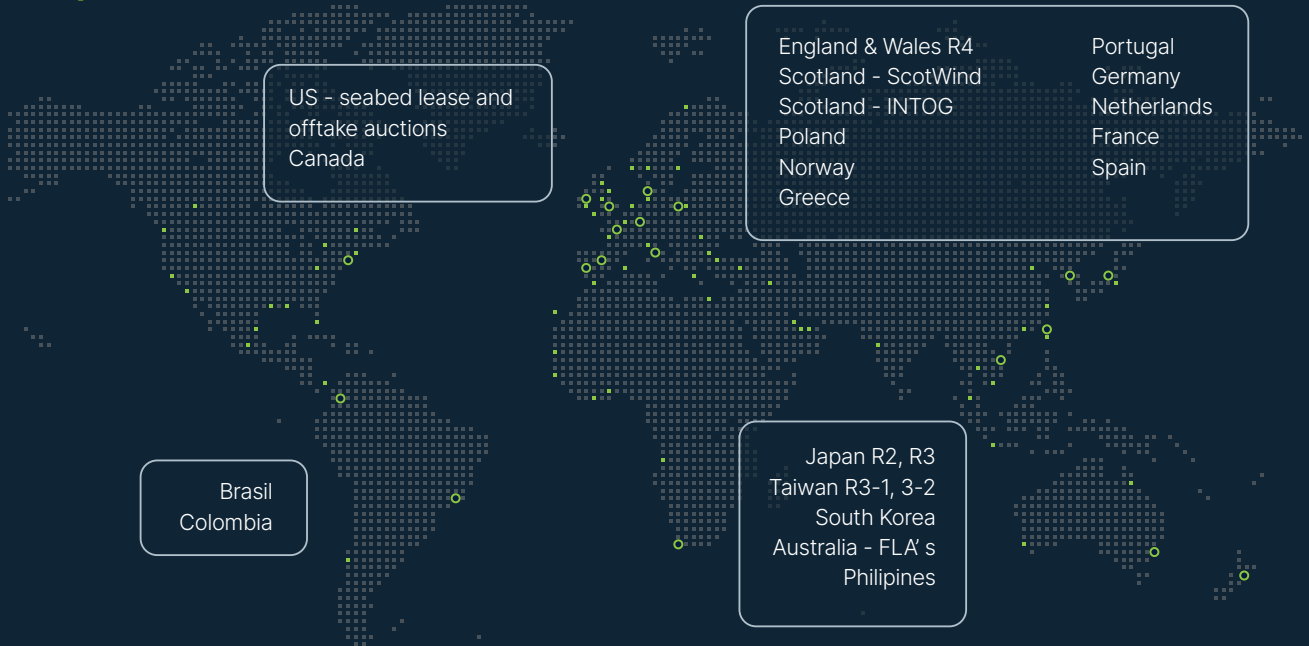 US - seabed lease and
offtake auctions
Canada
England & Wales R4
Scotland - ScotWind
Scotland - INTOG
Poland
Norway
Greece
Portugal
Germany
Netherlands
France
Spain
Brasil
Colombia
Japan R2, R3
Taiwan R3-1, 3-2
South Korea
Australia - FLA’ s
Philipines